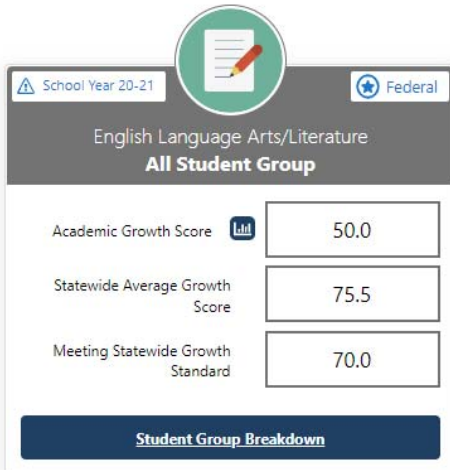 School Year 20-21
Federal
English Language Arts/Literature
All Student Group
Academic Growth Score
50.0
Statewide Average Growth
Score
75.5
Meeting Statewide Growth
Standard
70.0
Student Group Breakdown